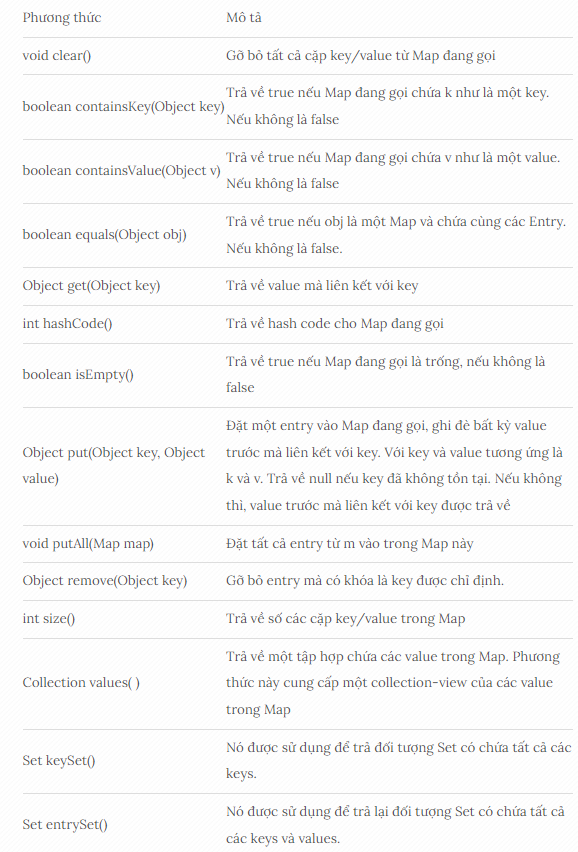 Phương thức Mô tả
void clear() Gỡ bỏ tất cả cặp key/value từ Map đang gọi
boolean containsKey(Object key) Trả về true nếu Map đang gọi chứa k như là một key.
Nếu không là false
boolean containsValue(Object v) Trả về true nếu Map đang gọi chứa v như là một value.
Nếu không là false
boolean equals(Object obj) Trả về true nếu obj là một Map và chứa cùng các Entry.
Nếu không là false.
Object get(Object key) Trả về value mà liên kết với key
int hashCode() Trả về hash code cho Map đang gọi
boolean isEmpty() Trả về true nếu Map đang gọi là trống, nếu không là
false
Object put(Object key, Object
value)
Đặt một entry vào Map đang gọi, ghi đè bất kỳ value
trước mà liên kết với key. Với key và value tương ứng là
k và v. Trả về null nếu key đã không tồn tại. Nếu không
thì, value trước mà liên kết với key được trả về
void putAll(Map map) Đặt tất cả entry từ m vào trong Map này
Object remove(Object key) Gỡ bỏ entry mà có khóa là key được chỉ định.
int size() Trả về số các cặp key/value trong Map
Collection values( ) Trả về một tập hợp chứa các value trong Map. Phương
thức này cung cấp một collection-view của các value
trong Map
Set keySet() Nó được sử dụng để trả đối tượng Set có chứa tất cả các
keys.
Set entrySet() Nó được sử dụng để trả lại đối tượng Set có chứa tất cả
các keys và values.